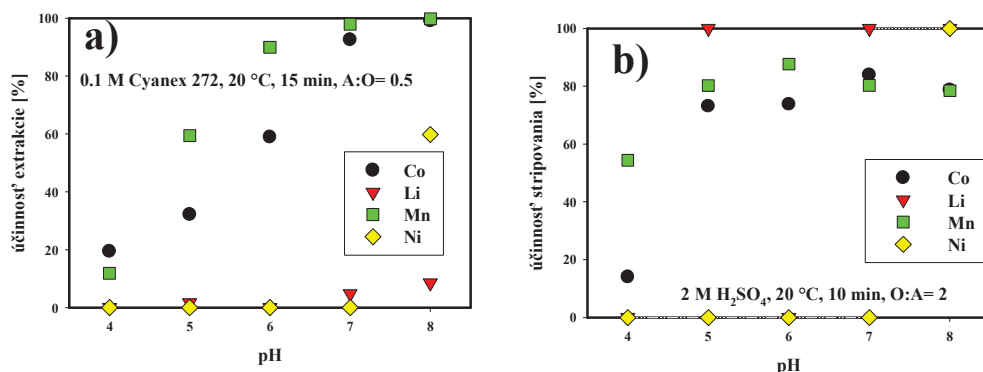 a)
0.1 M Cyanex 272, 20 °C, 15 min, A:O= 0.5
účinnosť extrakcie [%]
100
80
60
40
20
0
Co
Li
Mn
Ni
4 5 6 7 8
pH
b)
účinnosť stripovania [%]
100
80
60
40
20
0
Co
Li
Mn
Ni
2 M H₂SO₄, 20 °C, 10 min, O:A= 2
4 5 6 7 8
pH